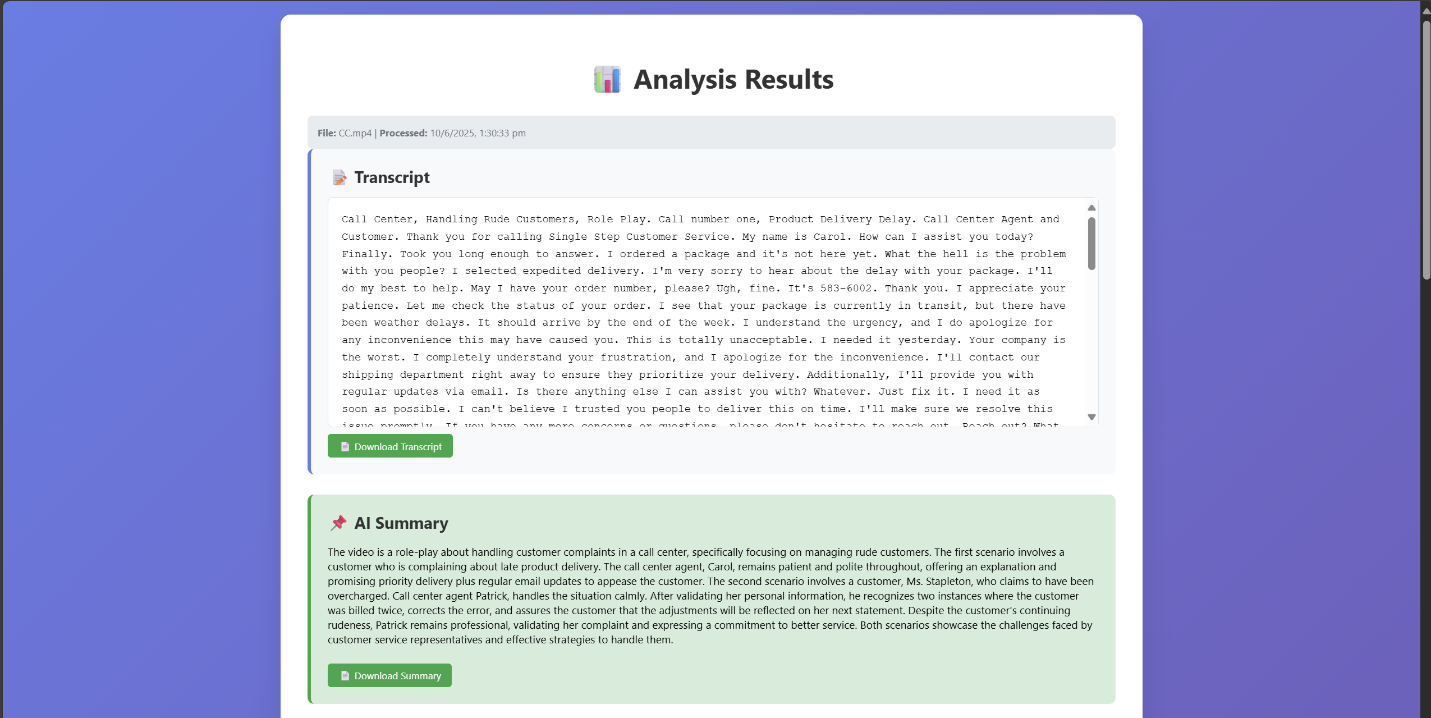 Analysis Results
File: CC.mp4 | Processed: 10/6/2025, 1:30:33 pm
Transcript
Call Center, Handling Rude Customers, Role Play. Call number one, Product Delivery Delay. Call Center Agent and
Customer. Thank you for calling Single Step Customer Service. My name is Carol. How can I assist you today?
Finally. Took you long enough to answer. I ordered a package and it's not here yet. What the hell is the problem
with you people? I selected expedited delivery. I'm very sorry to hear about the delay with your package. I'll
do my best to help. May I have your order number, please? Ugh, fine. It's 583-6002. Thank you. I appreciate your
patience. Let me check the status of your order. I see that your package is currently in transit, but there have
been weather delays. It should arrive by the end of the week. I understand the urgency, and I do apologize for
any inconvenience this may have caused you. This is totally unacceptable. I needed it yesterday. Your company is
the worst. I completely understand your frustration, and I apologize for the inconvenience. I'll contact our
shipping department right away to ensure they prioritize your delivery. Additionally, I'll provide you with
regular updates via email. Is there anything else I can assist you with? Whatever. Just fix it. I need it as
soon as possible. I can't believe I trusted you people to deliver this on time. I'll make sure we resolve this
issue promptly. If you have any more concerns or questions, please don't hesitate to reach out. Reach out? What
Download Transcript
AI Summary
The video is a role-play about handling customer complaints in a call center, specifically focusing on managing rude customers. The first scenario involves a
customer who is complaining about late product delivery. The call center agent, Carol, remains patient and polite throughout, offering an explanation and
promising priority delivery plus regular email updates to appease the customer. The second scenario involves a customer, Ms. Stapleton, who claims to have been
overcharged. Call center agent Patrick, handles the situation calmly. After validating her personal information, he recognizes two instances where the customer
was billed twice, corrects the error, and assures the customer that the adjustments will be reflected on her next statement. Despite the customer's continuing
rudeness, Patrick remains professional, validating her complaint and expressing a commitment to better service. Both scenarios showcase the challenges faced by
customer service representatives and effective strategies to handle them.
Download Summary